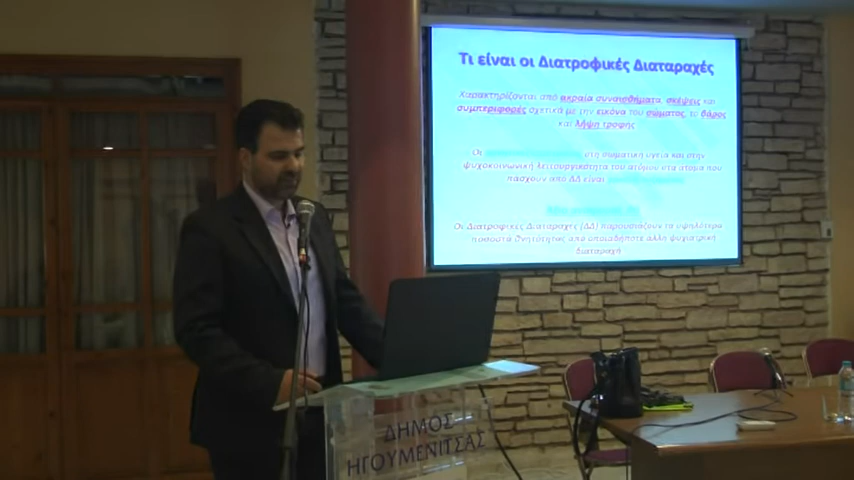 Τι είναι οι Διατροφικές Διαταραχές
Χαρακτηρίζονται από ακραία συναισθήματα, σκέψεις και
συμπεριφορές σχετικά με την εικόνα του σώματος, το βάρος
και λήψη τροφής
Οι
στη σωματική υγεία και στην
ψυχοκοινωνική λειτουργικότητα του ατόμου στα άτομα που
πάσχουν από ΔΔ είναι
Οι Διατροφικές Διαταραχές (ΔΔ) παρουσιάζουν τα υψηλότερα
ποσοστά θνητότητας από οποιαδήποτε άλλη ψυχιατρική
διαταραχή
ΔΗΜΟΣ
ΗΓΟΥΜΕΝΙΤΣΑΣ